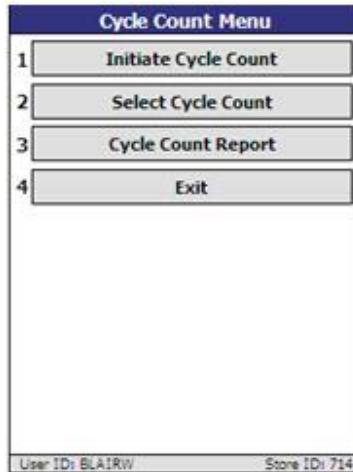 Cycle Count Menu
1 Initiate Cycle Count
2 Select Cycle Count
3 Cycle Count Report
4 Exit
User ID: BLAIRW Store ID: 714